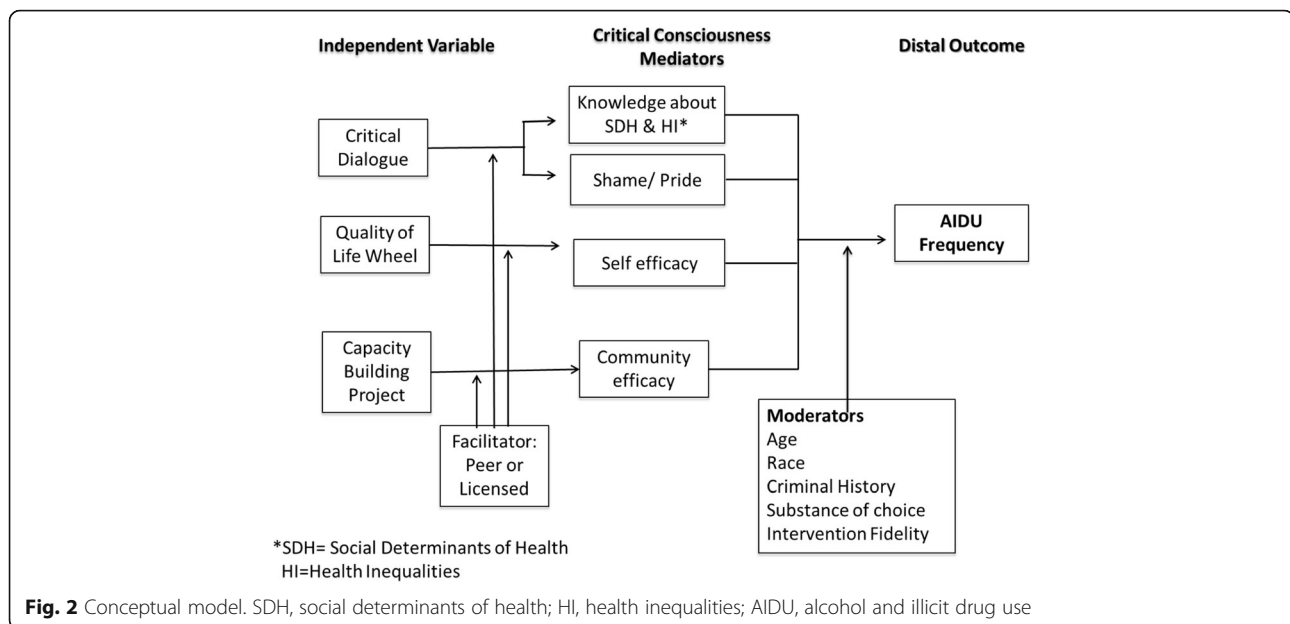 Independent Variable
Critical Consciousness
Mediators
Distal Outcome
Critical
Dialogue
Knowledge about
SDH & HI*
Shame/ Pride
Quality of
Life Wheel
Self efficacy
AIDU
Frequency
Capacity
Building
Project
Community
efficacy
Facilitator:
Peer or
Licensed
Moderators
Age
Race
Criminal History
Substance of choice
Intervention Fidelity
*SDH= Social Determinants of Health
HI=Health Inequalities
Fig. 2 Conceptual model. SDH, social determinants of health; HI, health inequalities; AIDU, alcohol and illicit drug use